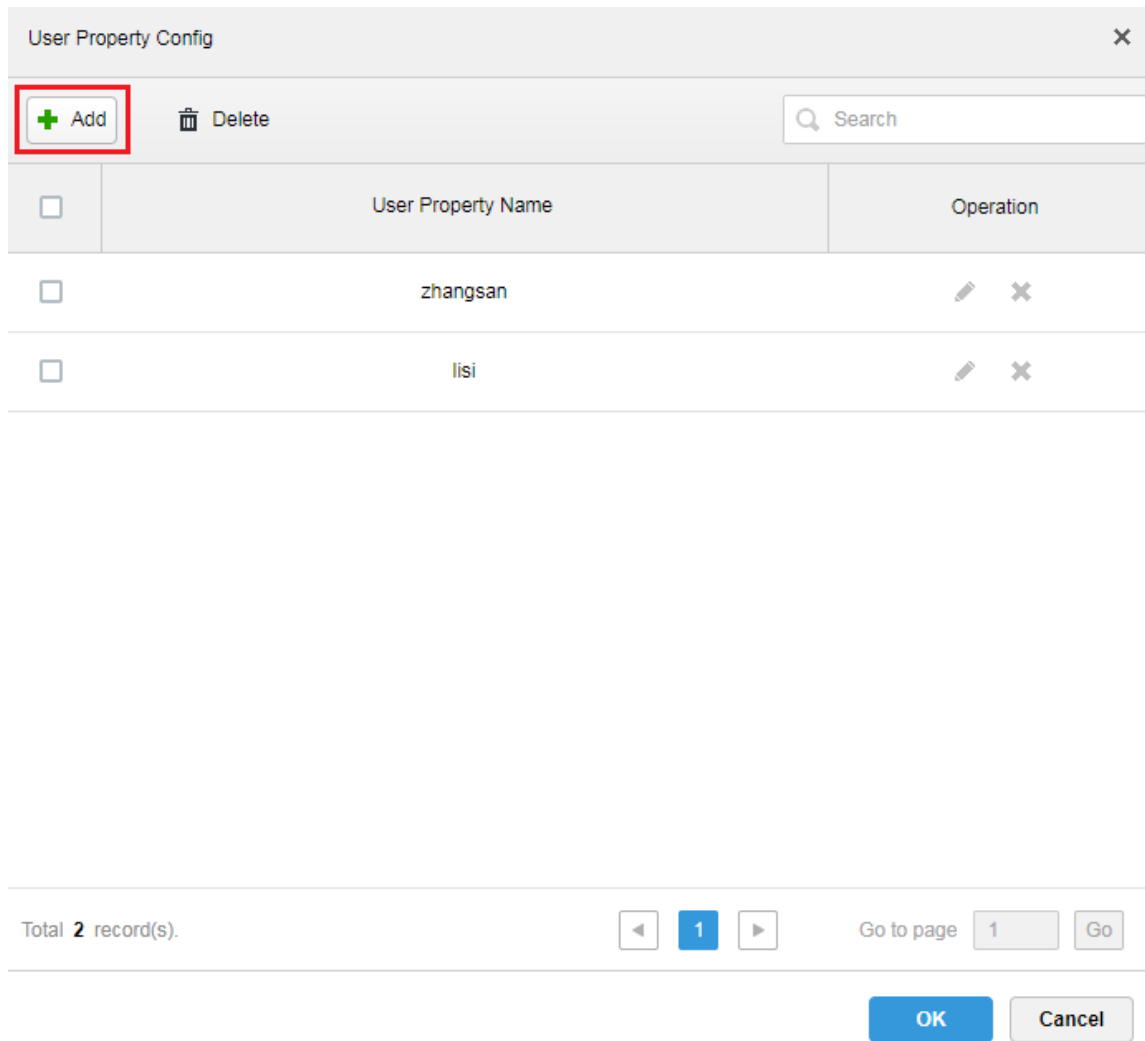 User Property Config
Add Delete Search
User Property Name Operation
zhangsan
lisi
Total 2 record(s). 1 Go to page 1 Go
OK Cancel